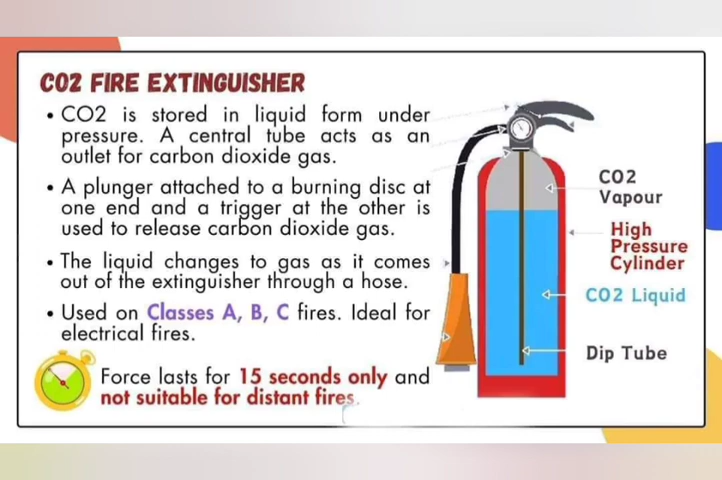 CO2 FIRE EXTINGUISHER
• CO2 is stored in liquid form under
pressure. A central tube acts as an
outlet for carbon dioxide gas.
• A plunger attached to a burning disc at
one end and a trigger at the other is
used to release carbon dioxide gas.
• The liquid changes to gas as it comes
out of the extinguisher through a hose.
• Used on Classes A, B, C fires. Ideal for
electrical fires.
Force lasts for 15 seconds only and
not suitable for distant fires.
CO2
Vapour
High
Pressure
Cylinder
CO2 Liquid
Dip Tube